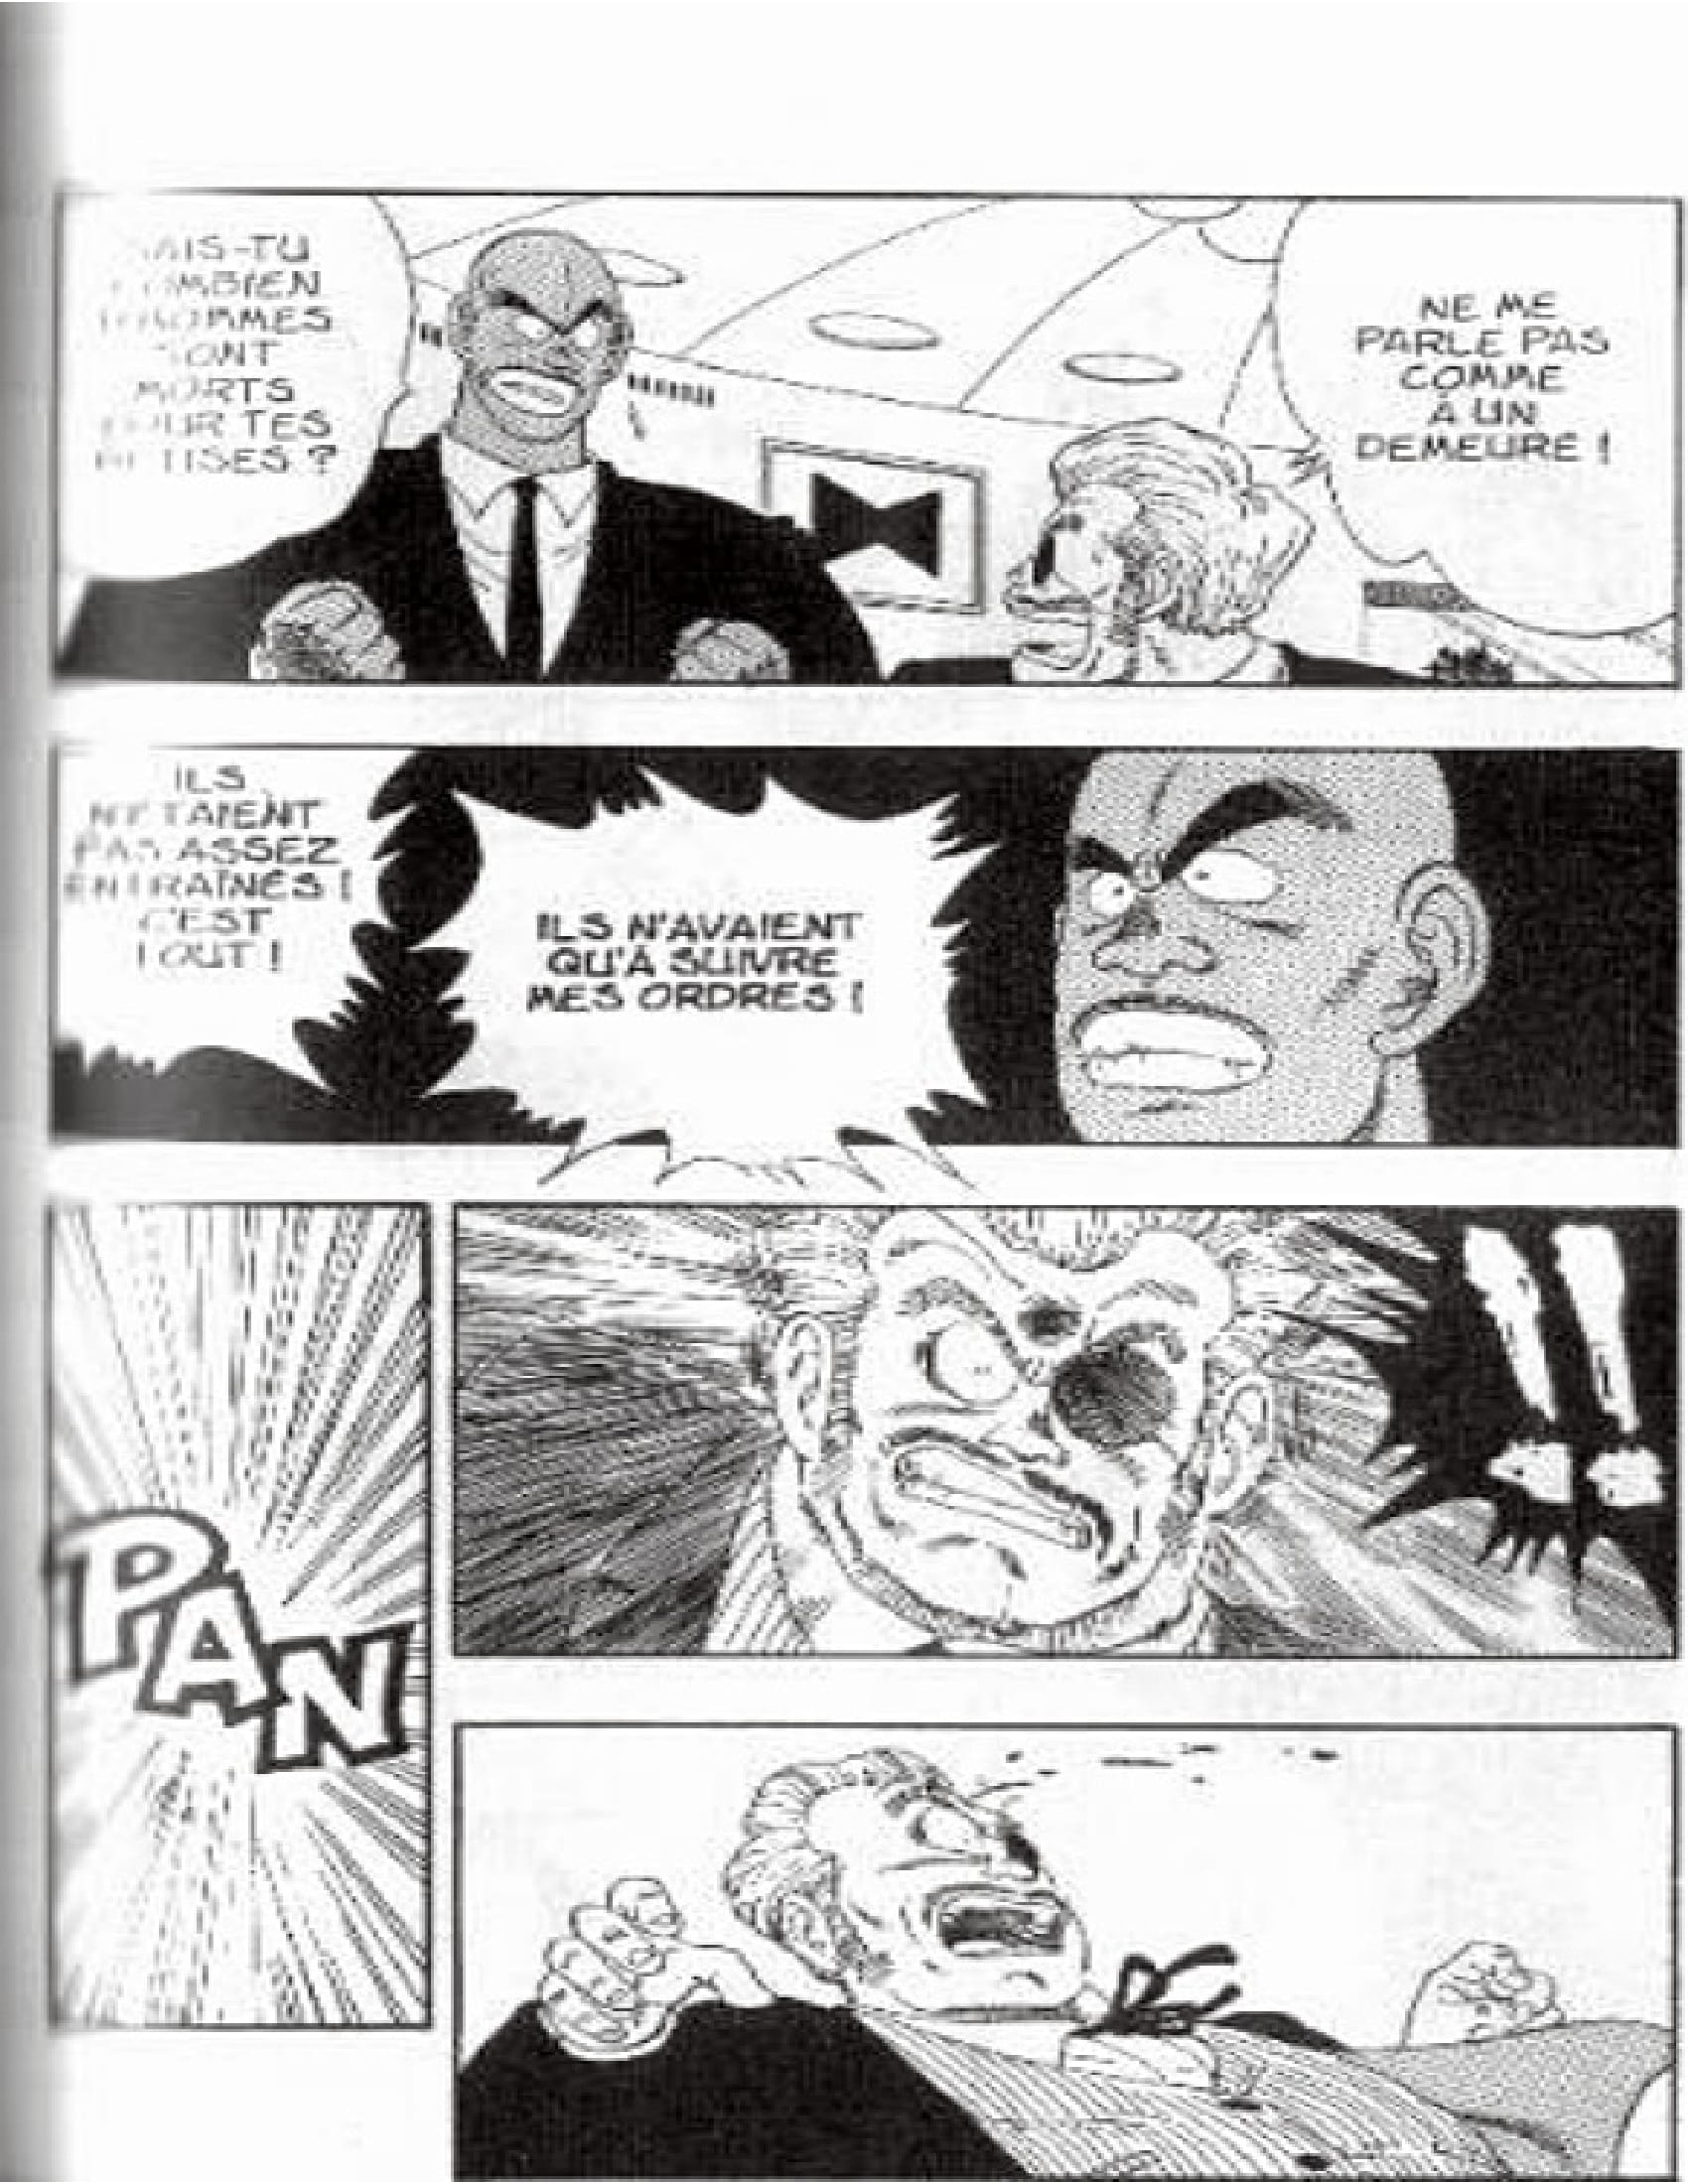 SAIS-TU
COMBIEN
D'HOMMES
SONT
MORTS
POUR TES
BÊTISES ?
NE ME
PARLE PAS
COMME
À UN
DEMEURÉ !
ILS
N'ÉTAIENT
PAS ASSEZ
ENTRAÎNÉS !
C'EST
TOUT !
ILS N'AVAIENT
QU'À SUIVRE
MES ORDRES !
!!
PAN